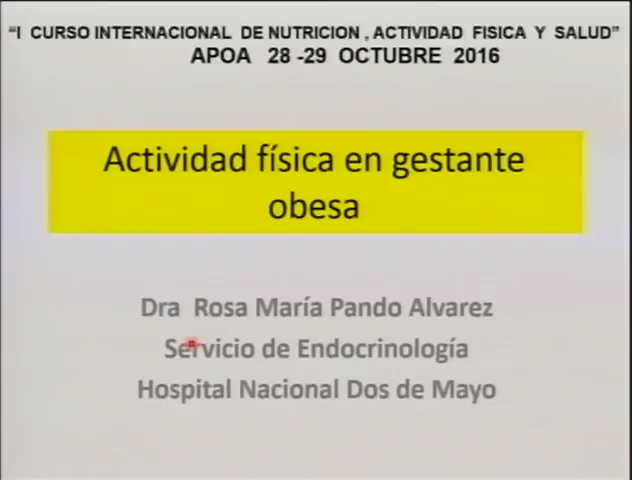 “I CURSO INTERNACIONAL DE NUTRICION , ACTIVIDAD FISICA Y SALUD”
APOA 28 -29 OCTUBRE 2016
Actividad física en gestante
obesa
Dra Rosa María Pando Alvarez
Servicio de Endocrinología
Hospital Nacional Dos de Mayo